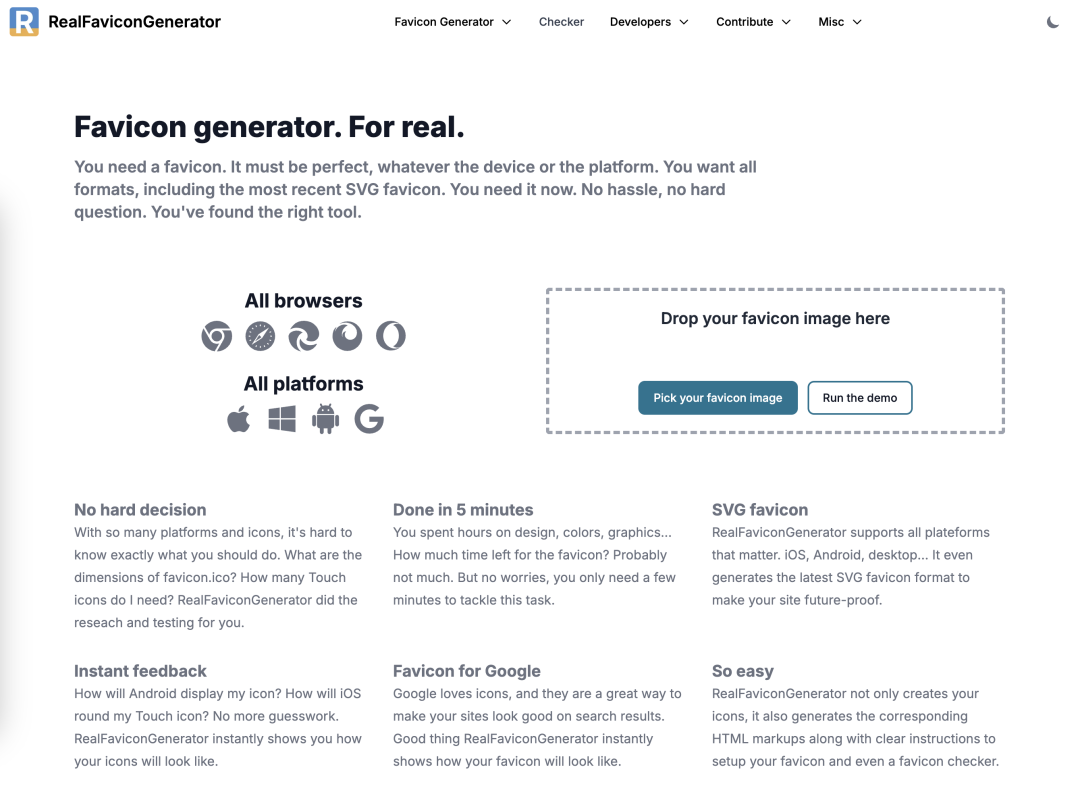 RealFaviconGenerator
Favicon Generator
Checker
Developers
Contribute
Misc
Favicon generator. For real.
You need a favicon. It must be perfect, whatever the device or the platform. You want all
formats, including the most recent SVG favicon. You need it now. No hassle, no hard
question. You've found the right tool.
All browsers
All platforms
Drop your favicon image here
Pick your favicon image
Run the demo
No hard decision
With so many platforms and icons, it's hard to
know exactly what you should do. What are the
dimensions of favicon.ico? How many Touch
icons do I need? RealFaviconGenerator did the
reseach and testing for you.
Done in 5 minutes
You spent hours on design, colors, graphics...
How much time left for the favicon? Probably
not much. But no worries, you only need a few
minutes to tackle this task.
SVG favicon
RealFaviconGenerator supports all plateforms
that matter. iOS, Android, desktop... It even
generates the latest SVG favicon format to
make your site future-proof.
Instant feedback
How will Android display my icon? How will iOS
round my Touch icon? No more guesswork.
RealFaviconGenerator instantly shows you how
your icons will look like.
Favicon for Google
Google loves icons, and they are a great way to
make your sites look good on search results.
Good thing RealFaviconGenerator instantly
shows how your favicon will look like.
So easy
RealFaviconGenerator not only creates your
icons, it also generates the corresponding
HTML markups along with clear instructions to
setup your favicon and even a favicon checker.